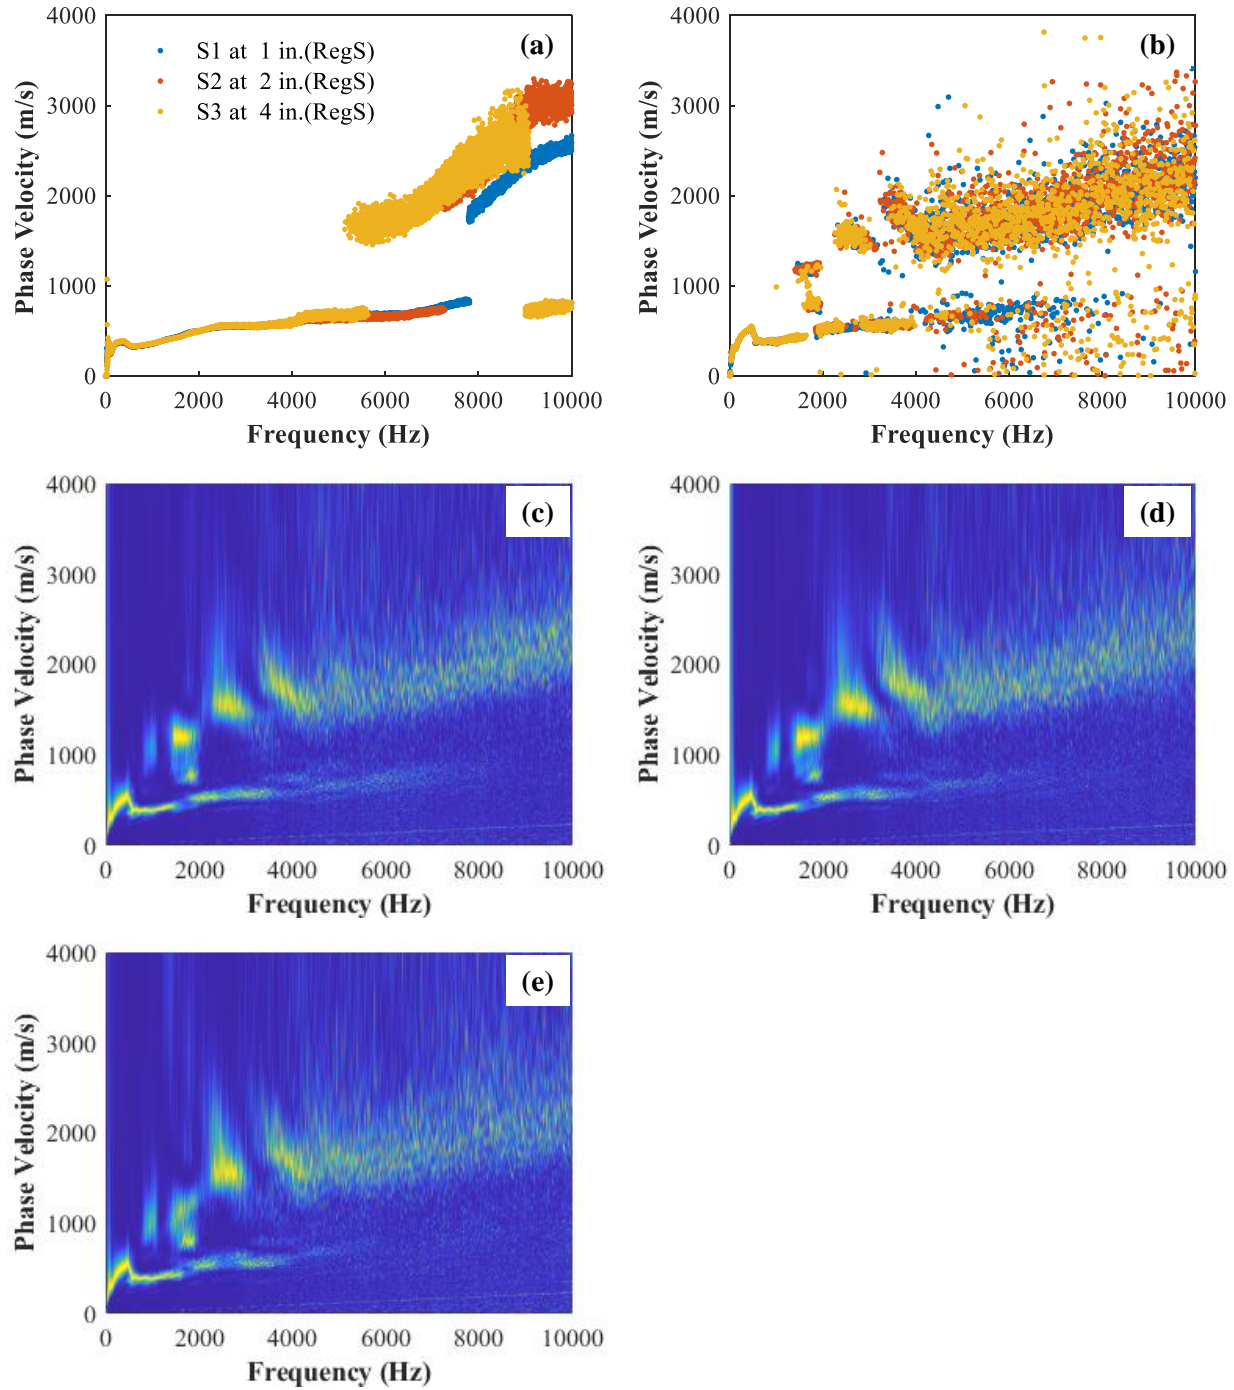 4000
3000
2000
1000
0
Phase Velocity (m/s)
(a)
S1 at 1 in.(RegS)
S2 at 2 in.(RegS)
S3 at 4 in.(RegS)
0 2000 4000 6000 8000 10000
Frequency (Hz)
4000
3000
2000
1000
0
Phase Velocity (m/s)
(b)
0 2000 4000 6000 8000 10000
Frequency (Hz)
4000
3000
2000
1000
0
Phase Velocity (m/s)
(c)
0 2000 4000 6000 8000 10000
Frequency (Hz)
4000
3000
2000
1000
0
Phase Velocity (m/s)
(d)
0 2000 4000 6000 8000 10000
Frequency (Hz)
4000
3000
2000
1000
0
Phase Velocity (m/s)
(e)
0 2000 4000 6000 8000 10000
Frequency (Hz)